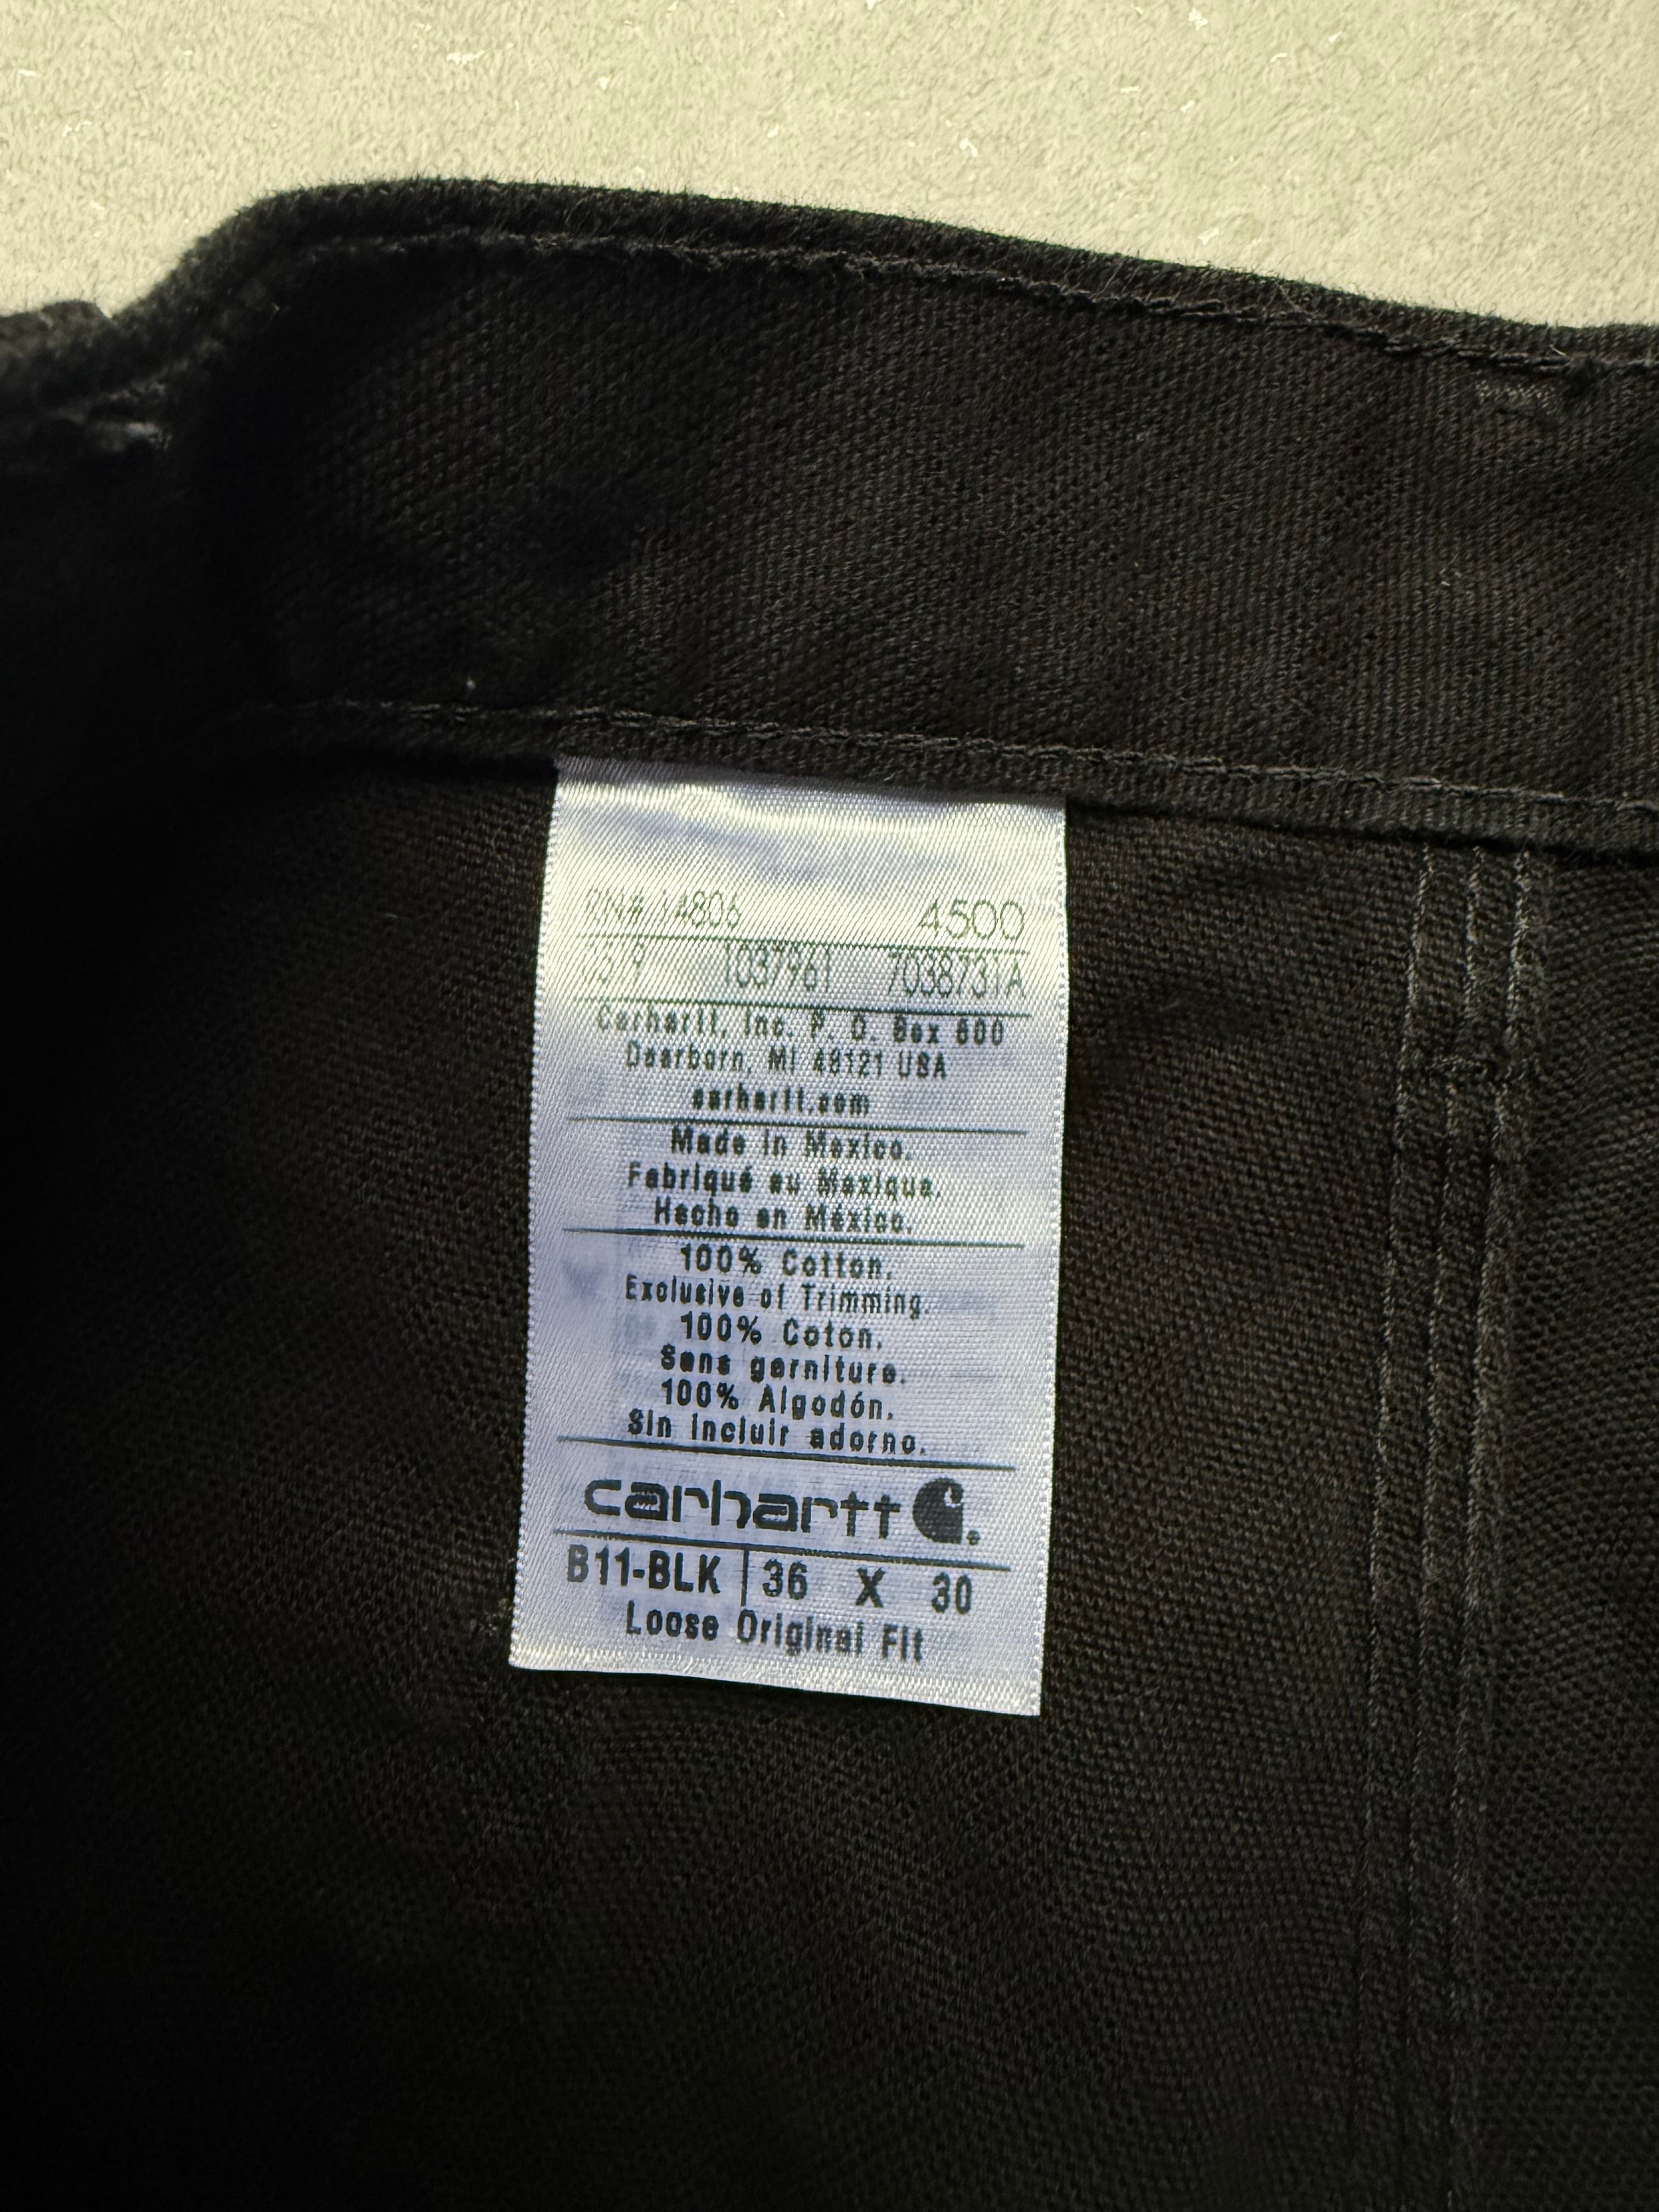 RN# 14806 4500
1037961 7038731A
Carhartt, Inc. P. O. Box 600
Dearborn, MI 48121 USA
carhartt.com
Made in Mexico.
Fabriqué au Mexique.
Hecho en México.
100% Cotton.
Exclusive of Trimming.
100% Coton.
Sans garniture.
100% Algodón.
Sin incluir adorno.
carhartt
B11-BLK 36 X 30
Loose Original Fit